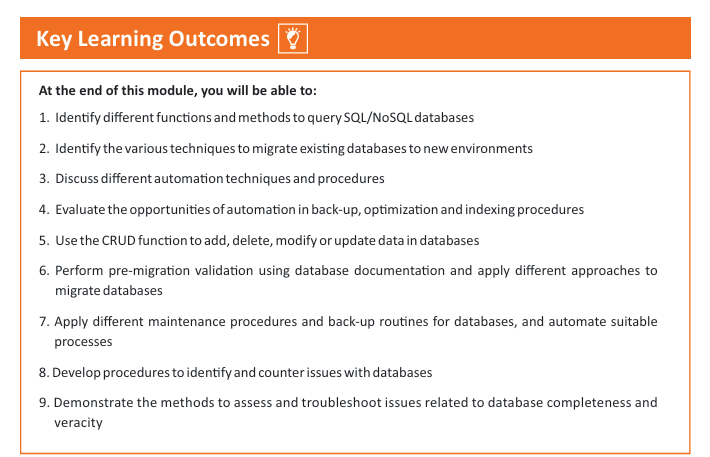 Key Learning Outcomes
At the end of this module, you will be able to:
1. Identify different functions and methods to query SQL/NoSQL databases
2. Identify the various techniques to migrate existing databases to new environments
3. Discuss different automation techniques and procedures
4. Evaluate the opportunities of automation in back-up, optimization and indexing procedures
5. Use the CRUD function to add, delete, modify or update data in databases
6. Perform pre-migration validation using database documentation and apply different approaches to
migrate databases
7. Apply different maintenance procedures and back-up routines for databases, and automate suitable
processes
8. Develop procedures to identify and counter issues with databases
9. Demonstrate the methods to assess and troubleshoot issues related to database completeness and
veracity